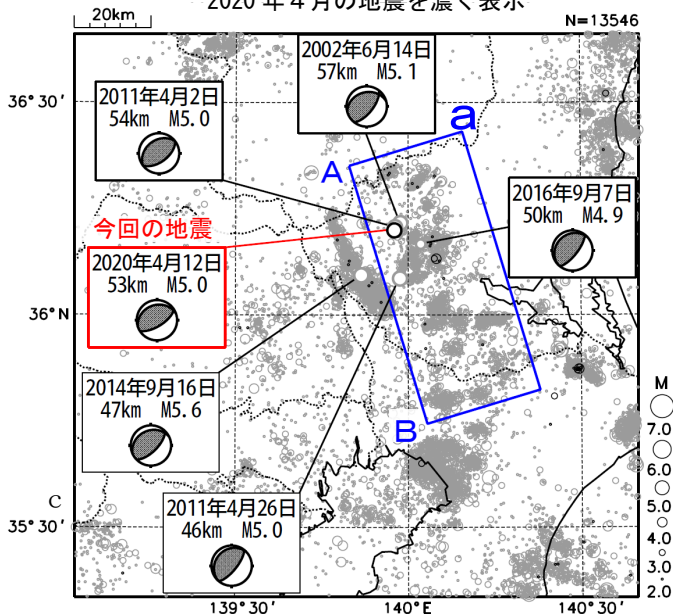 2020年4月の地震を濃く表示
20km
N=13546
2002年6月14日
57km M5.1
2011年4月2日
54km M5.0
36°30′
a
A
2016年9月7日
50km M4.9
今回の地震
2020年4月12日
53km M5.0
36°N
2014年9月16日
47km M5.6
B
M
7.0
6.0
5.0
4.0
3.0
2.0
2011年4月26日
46km M5.0
C
35°30′
139°30′
140°E
140°30′